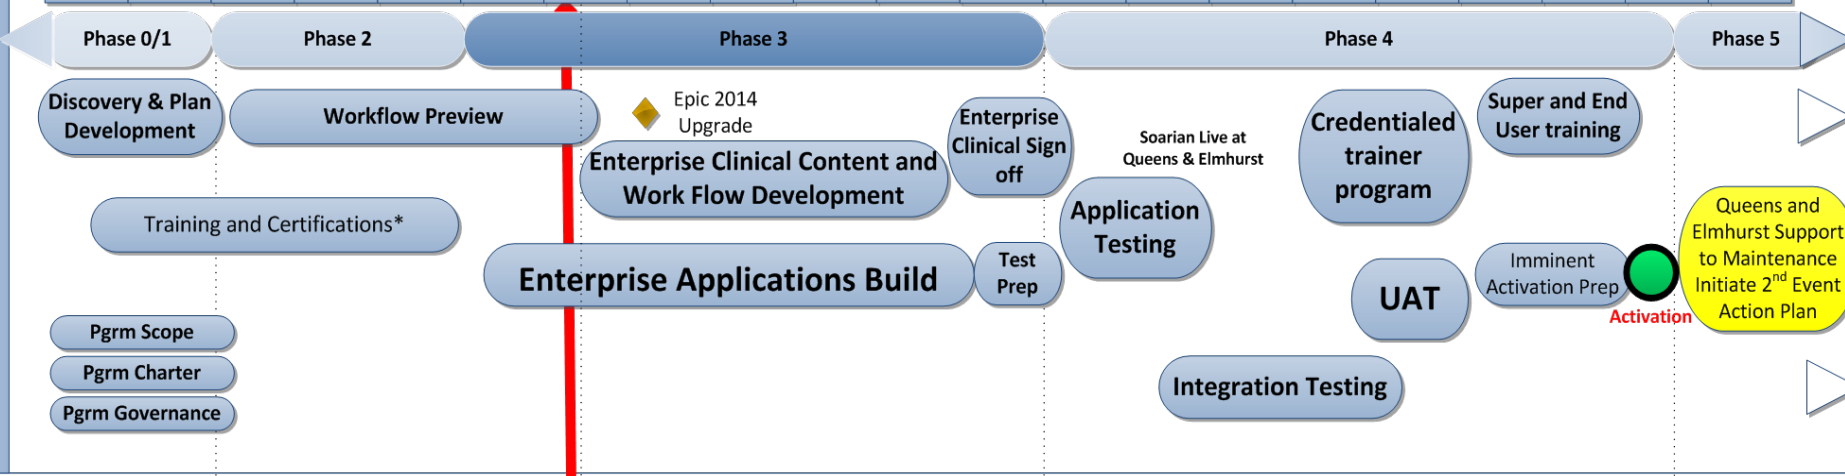 Phase 0/1
Phase 2
Phase 3
Phase 4
Phase 5
Discovery & Plan
Development
Workflow Preview
Epic 2014
Upgrade
Enterprise Clinical Content and
Work Flow Development
Enterprise
Clinical Sign
off
Soarian Live at
Queens & Elmhurst
Credentialed
trainer
program
Super and End
User training
Training and Certifications*
Enterprise Applications Build
Test
Prep
Application
Testing
UAT
Imminent
Activation Prep
Activation
Queens and
Elmhurst Support
to Maintenance
Initiate 2nd Event
Action Plan
Pgrm Scope
Pgrm Charter
Pgrm Governance
Integration Testing